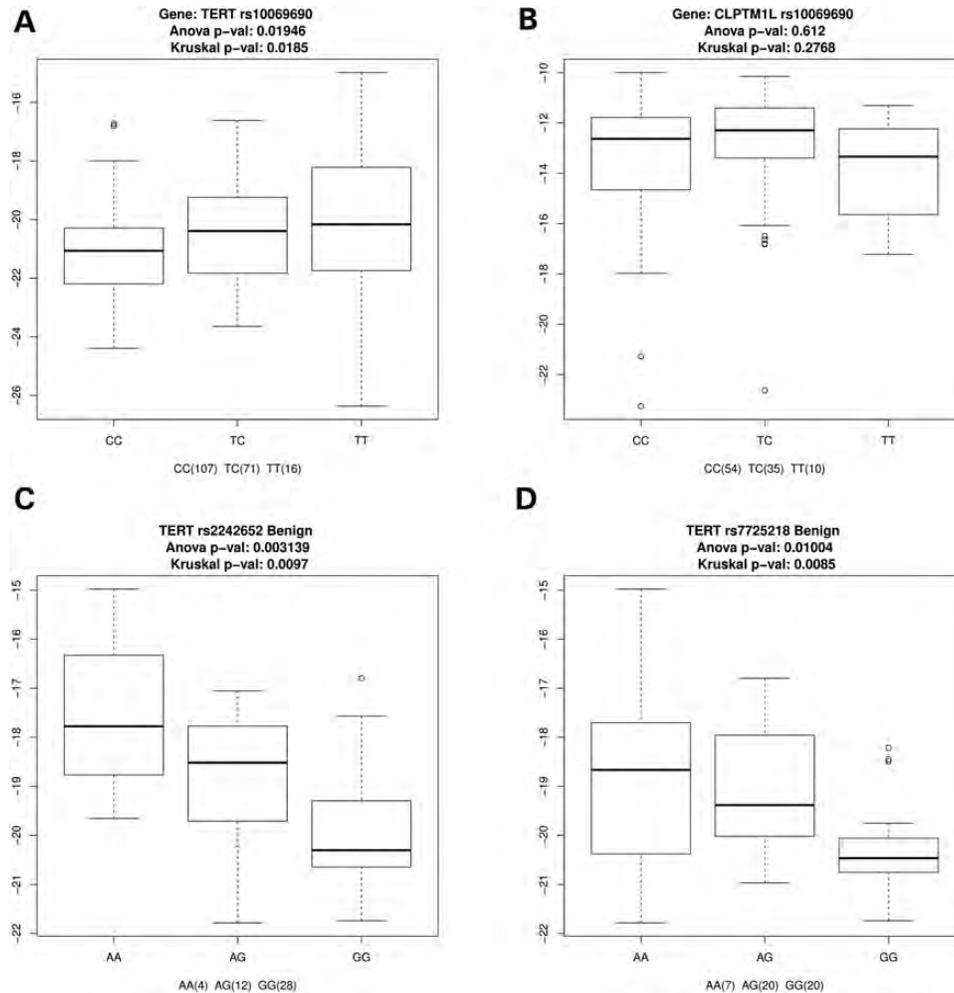 A
Gene: TERT rs10069690
Anova p-val: 0.01946
Kruskal p-val: 0.0185
-16
-18
-20
-22
-24
-26
CC TC TT
CC(107) TC(71) TT(16)
B
Gene: CLPTM1L rs10069690
Anova p-val: 0.612
Kruskal p-val: 0.2768
-10
-12
-14
-16
-18
-20
-22
CC TC TT
CC(54) TC(35) TT(10)
C
TERT rs2242652 Benign
Anova p-val: 0.003139
Kruskal p-val: 0.0097
-15
-16
-17
-18
-19
-20
-21
-22
AA AG GG
AA(4) AG(12) GG(28)
D
TERT rs7725218 Benign
Anova p-val: 0.01004
Kruskal p-val: 0.0085
-15
-16
-17
-18
-19
-20
-21
-22
AA AG GG
AA(7) AG(20) GG(20)